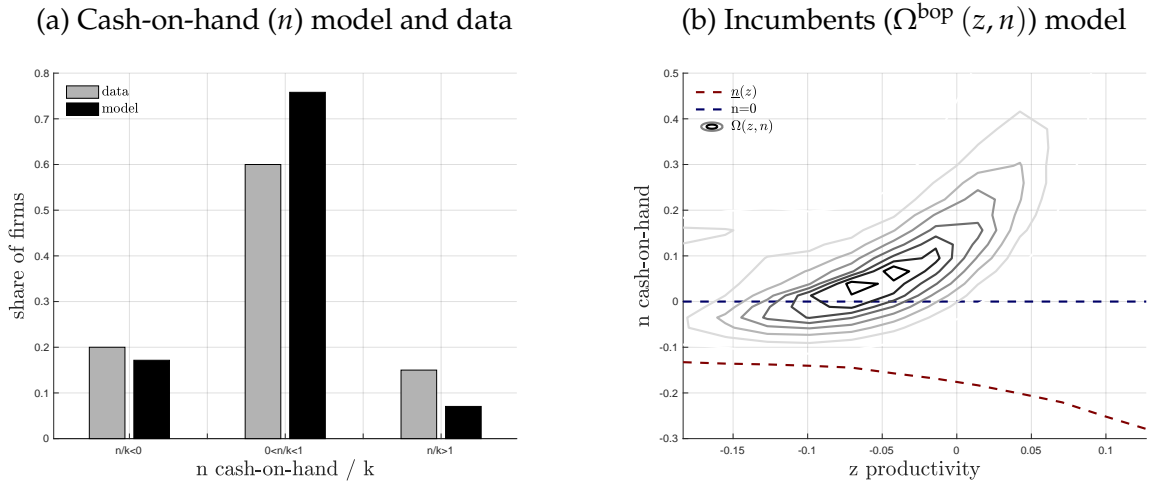 (a) Cash-on-hand (n) model and data
0.8
0.7
0.6
0.5
0.4
0.3
0.2
0.1
0
share of firms
data
model
n/k<0
0<n/k<1
n/k>1
n cash-on-hand / k
(b) Incumbents (Ω^bop (z, n)) model
0.5
0.4
0.3
0.2
0.1
0
-0.1
-0.2
-0.3
n cash-on-hand
n(z)
n=0
Ω(z, n)
-0.15
-0.1
-0.05
0
0.05
0.1
z productivity